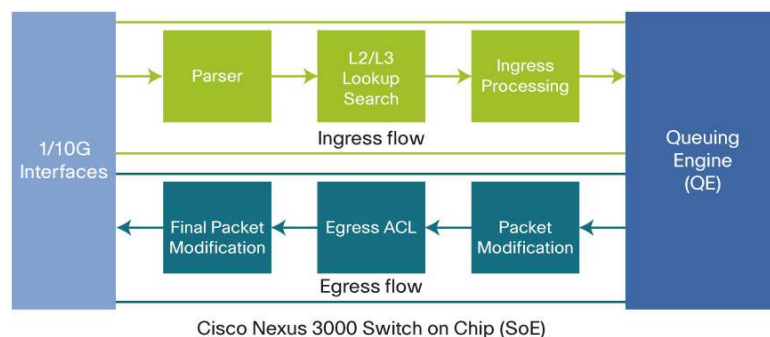 1/10G
Interfaces
Parser
L2/L3
Lookup
Search
Ingress
Processing
Ingress flow
Queuing
Engine
(QE)
Final Packet
Modification
Egress ACL
Packet
Modification
Egress flow
Cisco Nexus 3000 Switch on Chip (SoE)